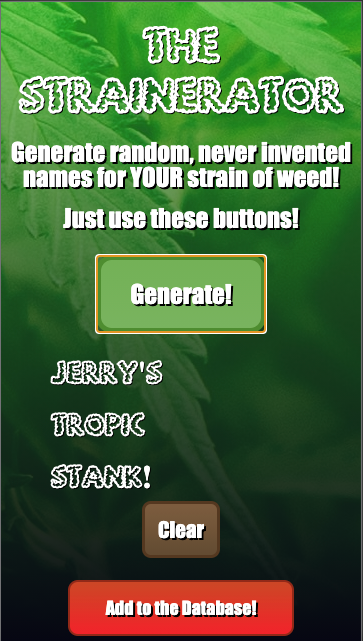 THE
STRAINERATOR
Generate random, never invented
names for YOUR strain of weed!
Just use these buttons!
Generate!
JERRY'S
TROPIC
STANK!
Clear
Add to the Database!